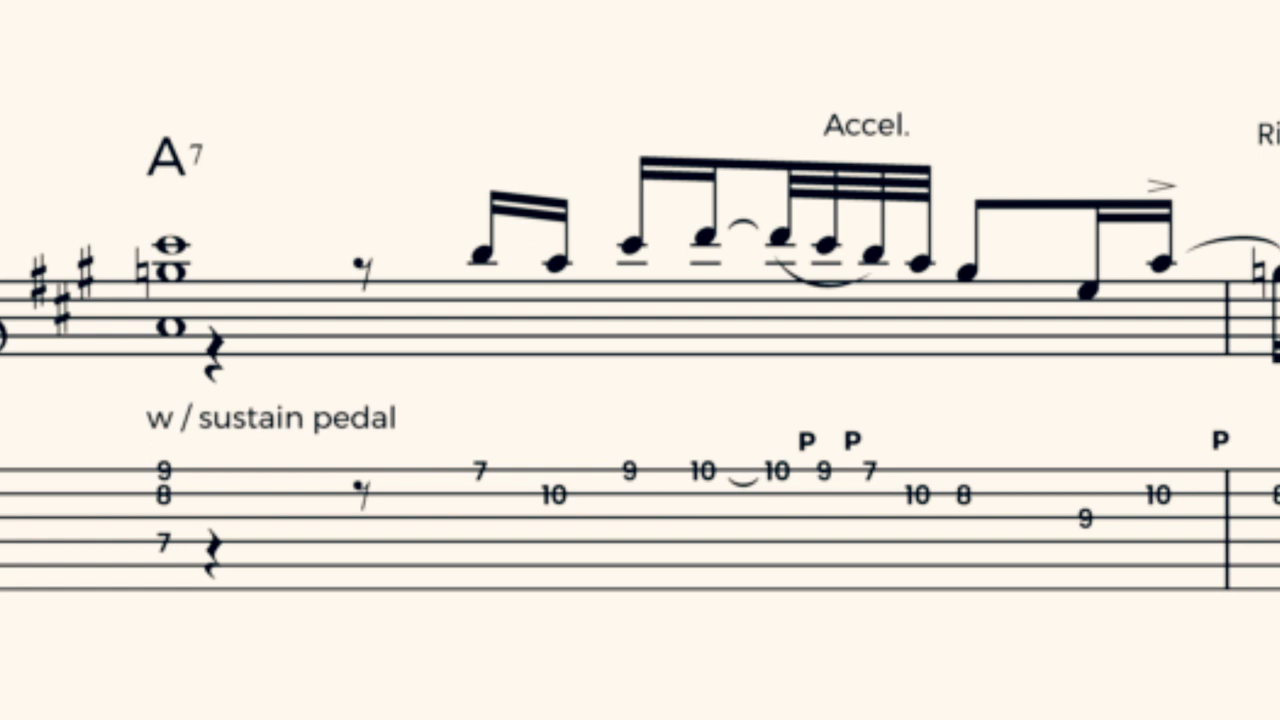 Accel.
A7
w / sustain pedal
P P P
9 7 9 10 10 9 7
8 10 10 8 10
9
7